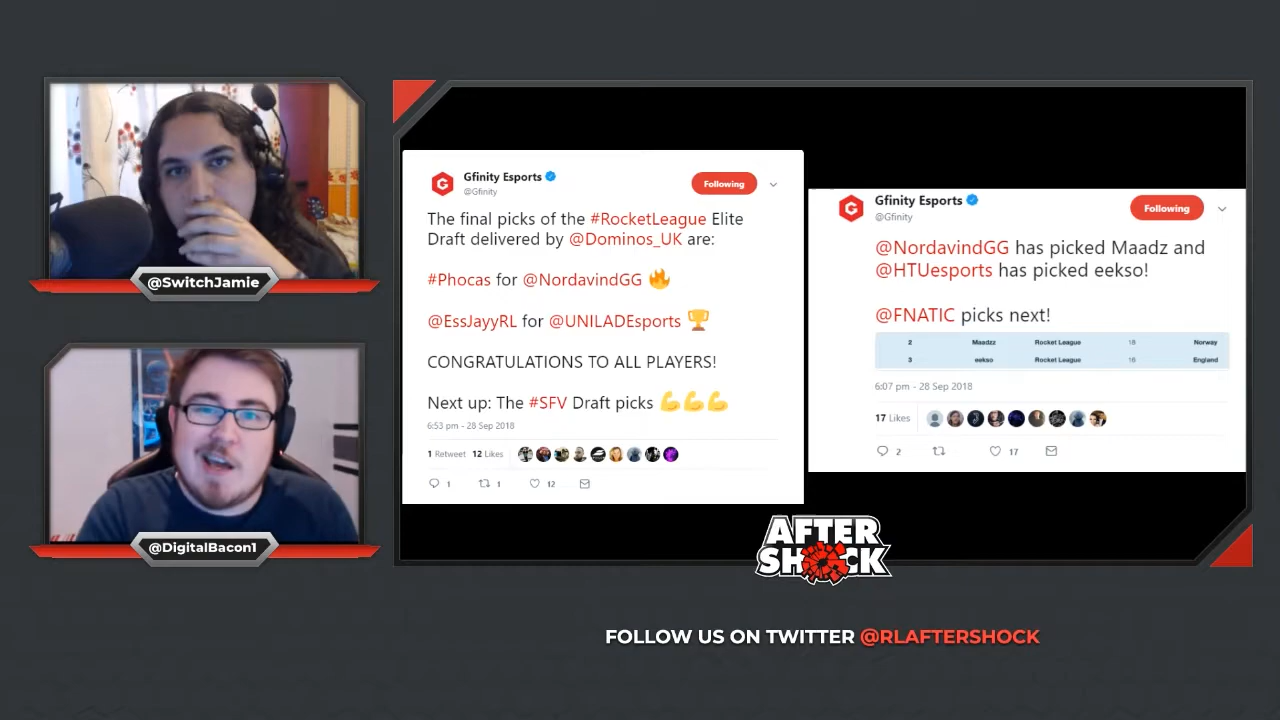 @SwitchJamie
@DigitalBacon1
Gfinity Esports
@Gfinity
Following
The final picks of the #RocketLeague Elite
Draft delivered by @Dominos_UK are:
#Phocas for @NordavindGG 🔥
@EssJayyRL for @UNILADEsports 🏆
CONGRATULATIONS TO ALL PLAYERS!
Next up: The #SFV Draft picks 💪💪💪
6:53 pm - 28 Sep 2018
1 Retweet 12 Likes
1 1 12
Gfinity Esports
@Gfinity
Following
@NordavindGG has picked Maadz and
@HTUesports has picked eekso!
@FNATIC picks next!
2 Maadzz Rocket League 18 Norway
3 eekso Rocket League 16 England
6:07 pm - 28 Sep 2018
17 Likes
2 17
AFTER
SHOCK
FOLLOW US ON TWITTER @RLAFTERSHOCK